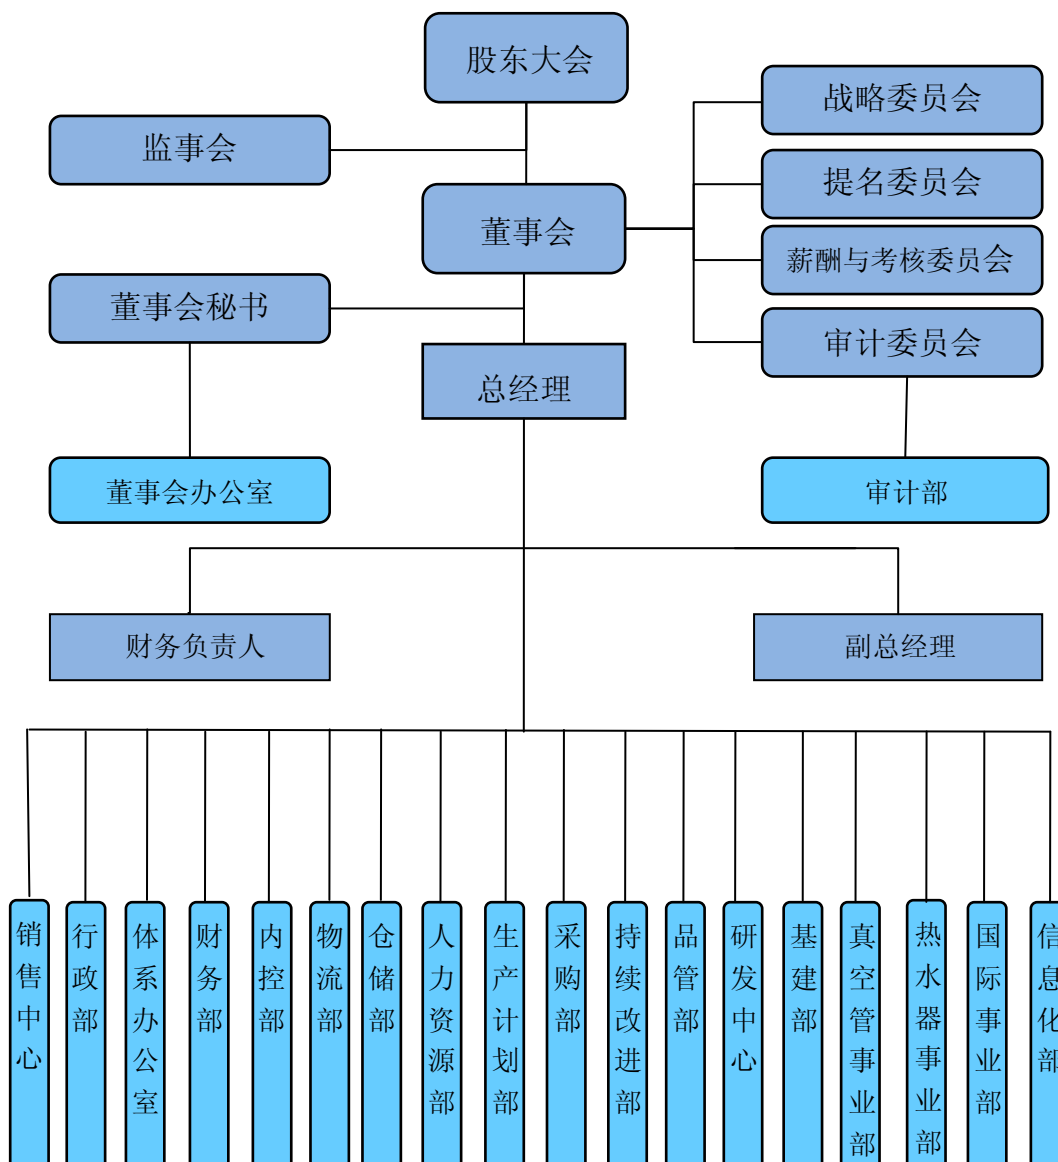 股东大会
战略委员会
监事会
提名委员会
董事会
薪酬与考核委员会
董事会秘书
审计委员会
总经理
董事会办公室
审计部
财务负责人
副总经理
销售中心
行政部
体系办公室
财务部
内控部
物流部
仓储部
人力资源部
生产计划部
采购部
持续改进部
品管部
研发中心
基建部
真空管事业部
热水器事业部
国际事业部
信息化部